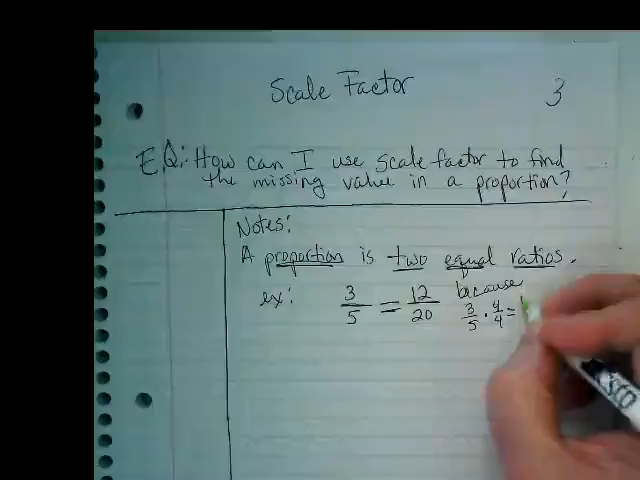 Scale Factor
3
E.Q: How can I use scale factor to find
the missing value in a proportion?
Notes:
A proportion is two equal ratios.
ex: 3/5 = 12/20 because
3/5 · 4/4 =